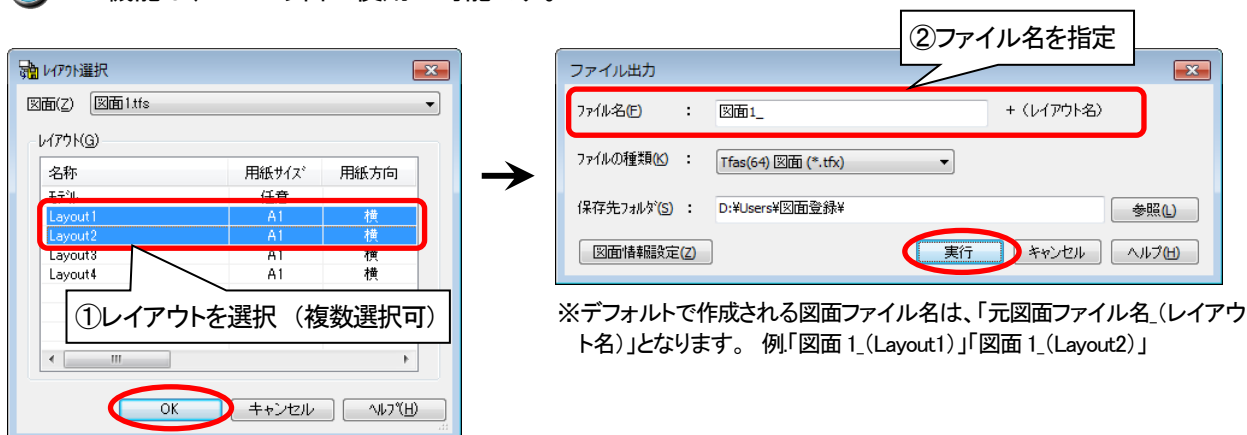 ②ファイル名を指定
レイアウト選択
図面(Z) 図面1.tfs
レイアウト(G)
名称 用紙サイズ 用紙方向
モデル 任意
Layout1 A1 横
Layout2 A1 横
Layout3 A1 横
Layout4 A1 横
①レイアウトを選択 (複数選択可)
OK キャンセル ヘルプ(H)
ファイル出力
ファイル名(F) : 図面1_ + (レイアウト名)
ファイルの種類(K) : Tfas(64) 図面 (*.tfx)
保存先フォルダ(S) : D:¥Users¥図面登録¥ 参照(L)
図面情報設定(Z) 実行 キャンセル ヘルプ(H)
※デフォルトで作成される図面ファイル名は、「元図面ファイル名_(レイアウ
ト名)」となります。 例.「図面 1_(Layout1)」「図面 1_(Layout2)」